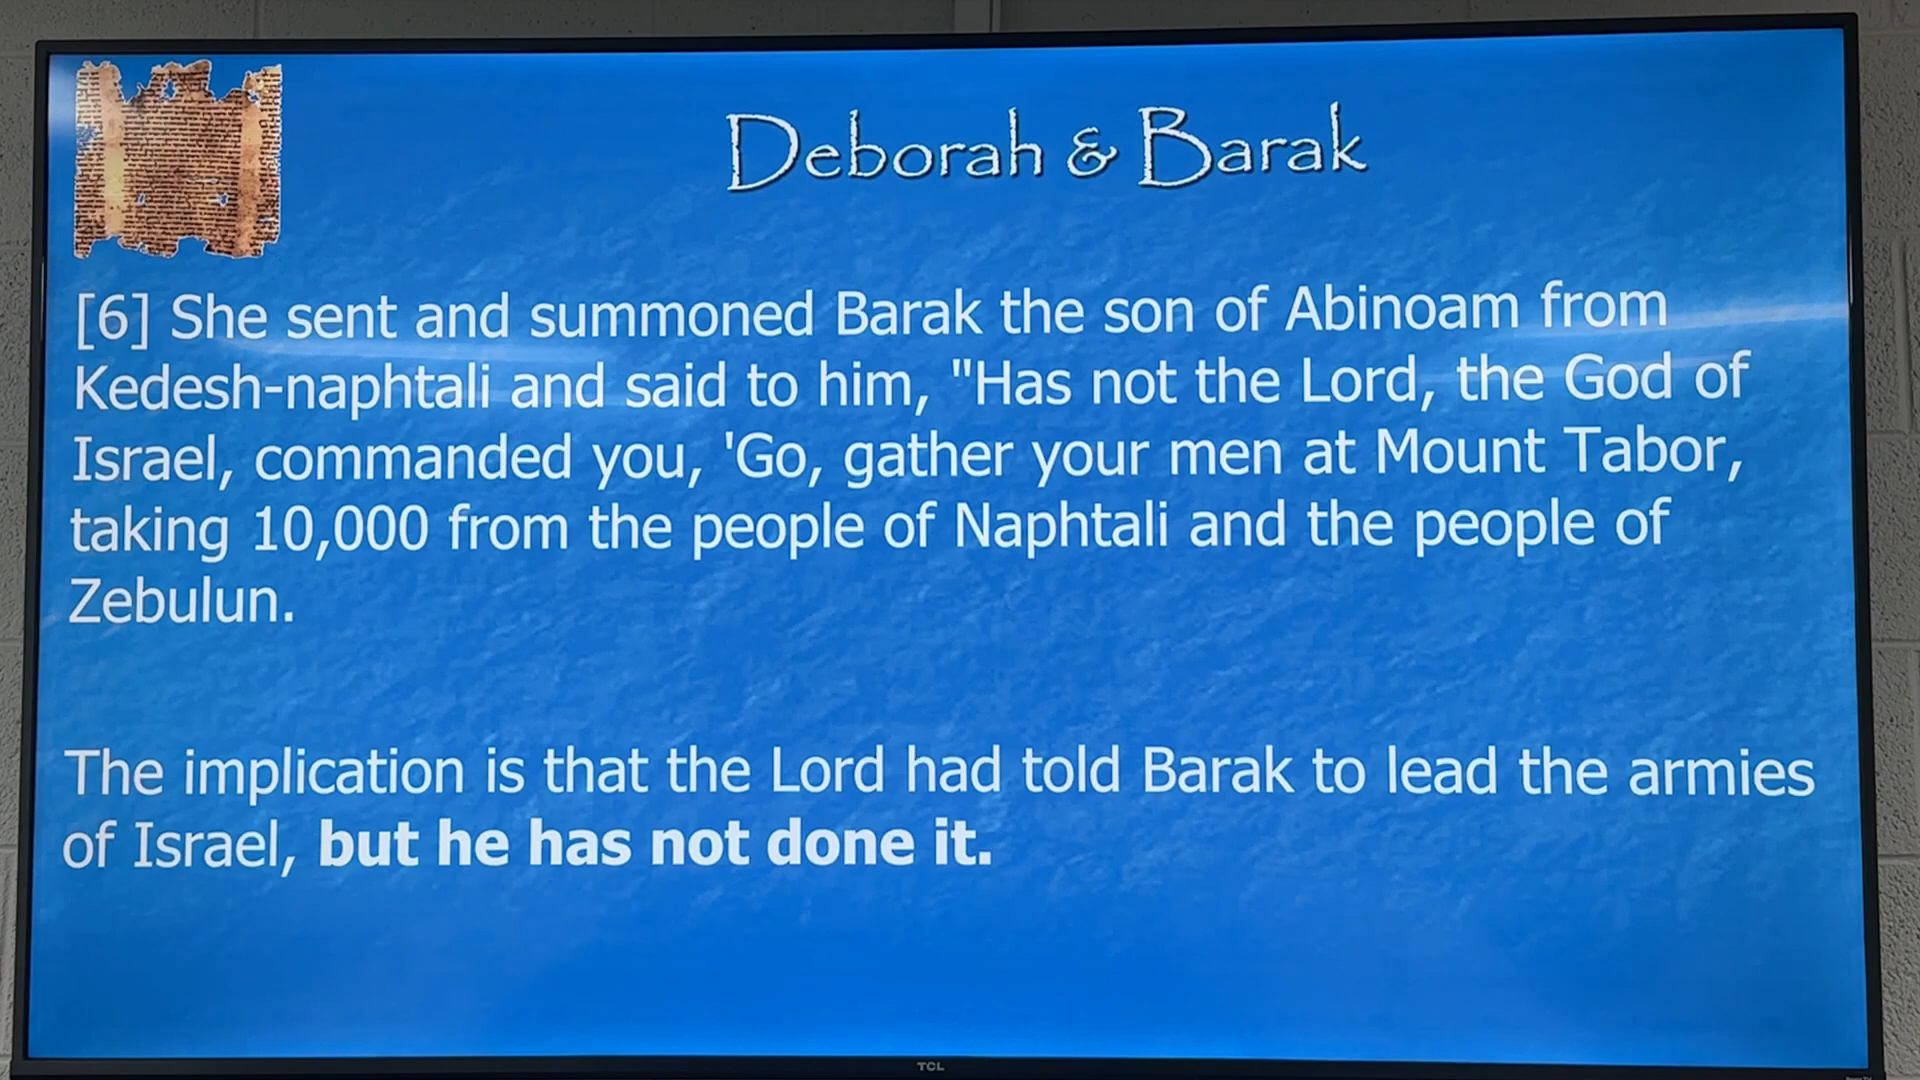 Deborah & Barak
[6] She sent and summoned Barak the son of Abinoam from
Kedesh-naphtali and said to him, "Has not the Lord, the God of
Israel, commanded you, 'Go, gather your men at Mount Tabor,
taking 10,000 from the people of Naphtali and the people of
Zebulun.
The implication is that the Lord had told Barak to lead the armies
of Israel, but he has not done it.
TCL